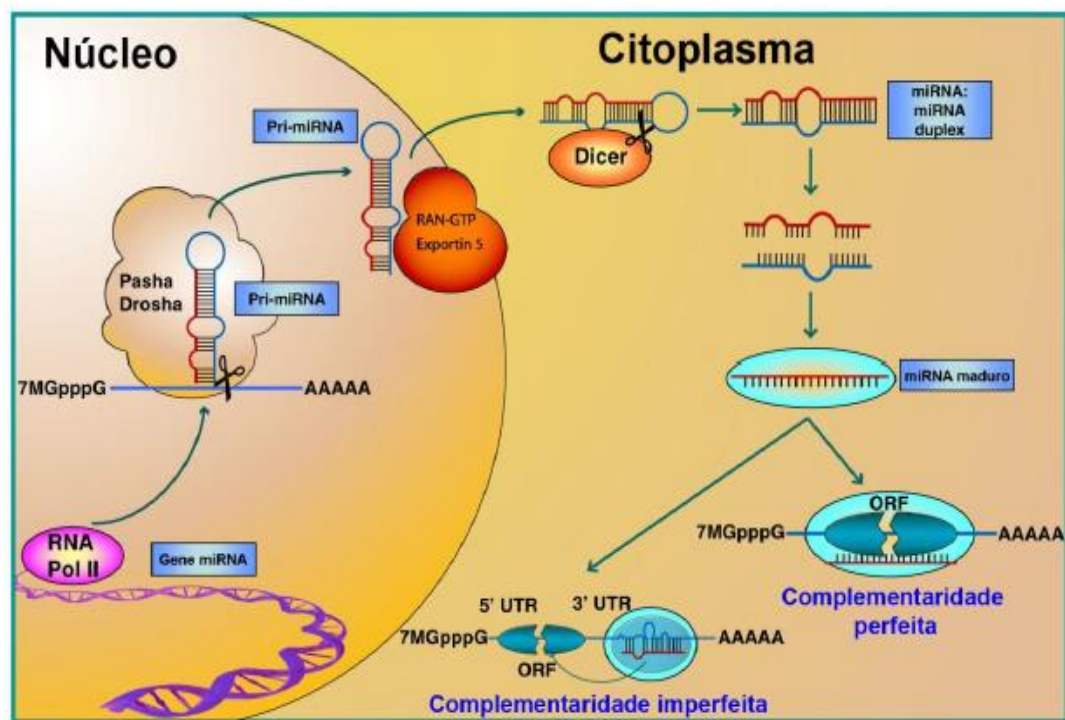 Núcleo
Citoplasma
Pri-miRNA
Dicer
miRNA:
miRNA
duplex
RAN-GTP
Exportin 5
Pasha
Drosha
Pri-miRNA
7MGpppG
AAAAA
miRNA maduro
RNA
Pol II
Gene miRNA
ORF
7MGpppG
AAAAA
Complementaridade
perfeita
5' UTR
3' UTR
7MGpppG
AAAAA
ORF
Complementaridade imperfeita